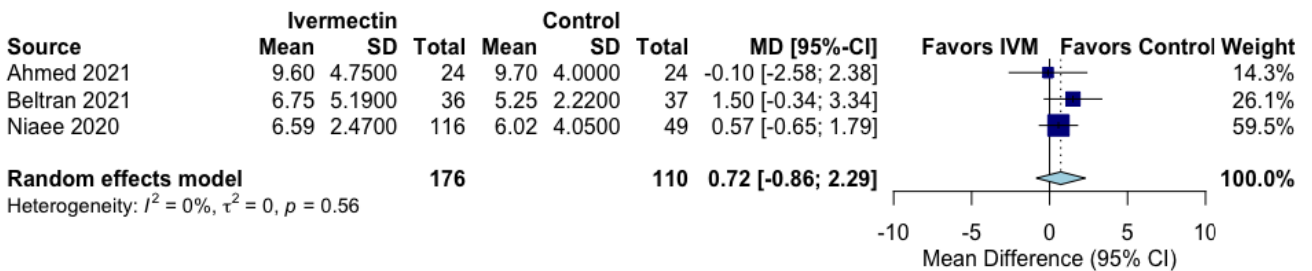 Ivermectin Control
Source Mean SD Total Mean SD Total MD [95%-CI] Favors IVM Favors Control Weight
Ahmed 2021 9.60 4.7500 24 9.70 4.0000 24 -0.10 [-2.58; 2.38] 14.3%
Beltran 2021 6.75 5.1900 36 5.25 2.2200 37 1.50 [-0.34; 3.34] 26.1%
Niaee 2020 6.59 2.4700 116 6.02 4.0500 49 0.57 [-0.65; 1.79] 59.5%
Random effects model 176 110 0.72 [-0.86; 2.29] 100.0%
Heterogeneity: I² = 0%, τ² = 0, p = 0.56
-10 -5 0 5 10
Mean Difference (95% CI)